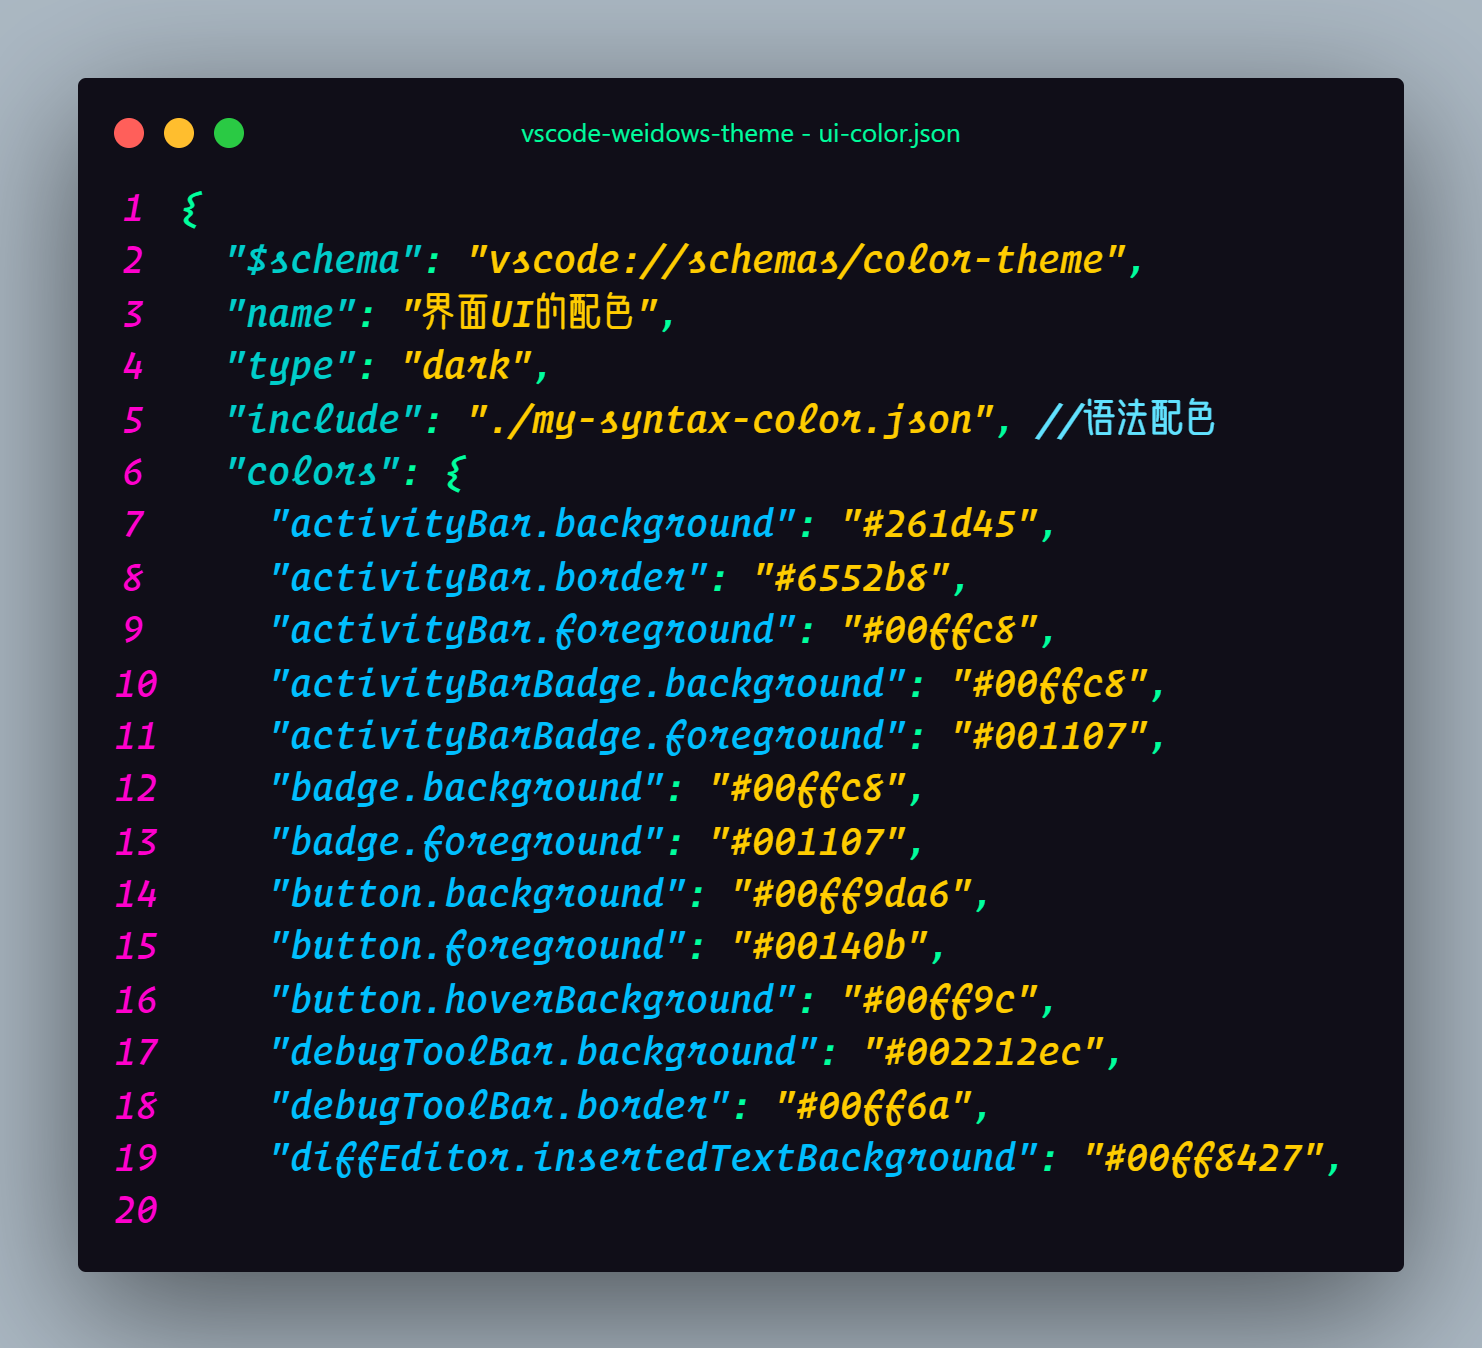 vscode-weidows-theme - ui-color.json
1 {
2 "$schema": "vscode://schemas/color-theme",
3 "name": "界面UI的配色",
4 "type": "dark",
5 "include": "./my-syntax-color.json", //语法配色
6 "colors": {
7 "activityBar.background": "#261d45",
8 "activityBar.border": "#6552b8",
9 "activityBar.foreground": "#00ffc8",
10 "activityBarBadge.background": "#00ffc8",
11 "activityBarBadge.foreground": "#001107",
12 "badge.background": "#00ffc8",
13 "badge.foreground": "#001107",
14 "button.background": "#00ff9da6",
15 "button.foreground": "#00140b",
16 "button.hoverBackground": "#00ff9c",
17 "debugToolBar.background": "#002212ec",
18 "debugToolBar.border": "#00ff6a",
19 "diffEditor.insertedTextBackground": "#00ff8427",
20